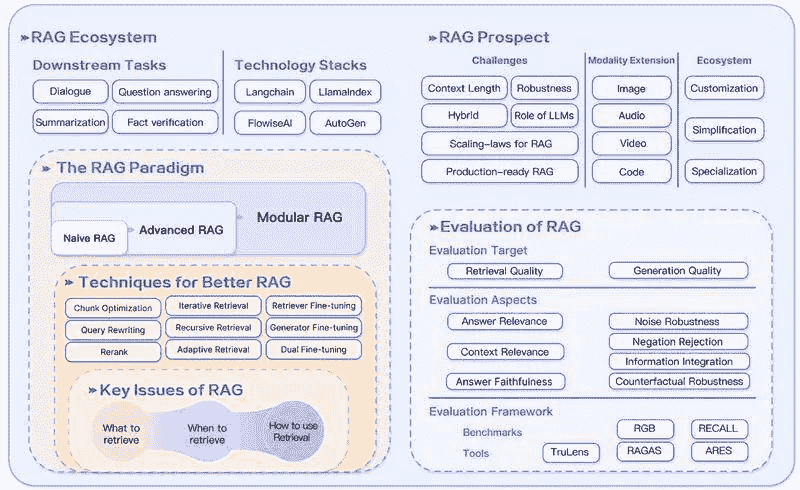 RAG Ecosystem
Downstream Tasks
Dialogue
Question answering
Summarization
Fact verification
Technology Stacks
Langchain
LlamaIndex
FlowiseAI
AutoGen
The RAG Paradigm
Naive RAG
Advanced RAG
Modular RAG
Techniques for Better RAG
Chunk Optimization
Iterative Retrieval
Retriever Fine-tuning
Query Rewriting
Recursive Retrieval
Generator Fine-tuning
Rerank
Adaptive Retrieval
Dual Fine-tuning
Key Issues of RAG
What to
retrieve
When to
retrieve
How to use
Retrieval
RAG Prospect
Challenges
Context Length
Robustness
Hybrid
Role of LLMs
Scaling-laws for RAG
Production-ready RAG
Modality Extension
Image
Audio
Video
Code
Ecosystem
Customization
Simplification
Specialization
Evaluation of RAG
Evaluation Target
Retrieval Quality
Generation Quality
Evaluation Aspects
Answer Relevance
Context Relevance
Answer Faithfulness
Noise Robustness
Negation Rejection
Information Integration
Counterfactual Robustness
Evaluation Framework
Benchmarks
RGB
RECALL
Tools
TruLens
RAGAS
ARES